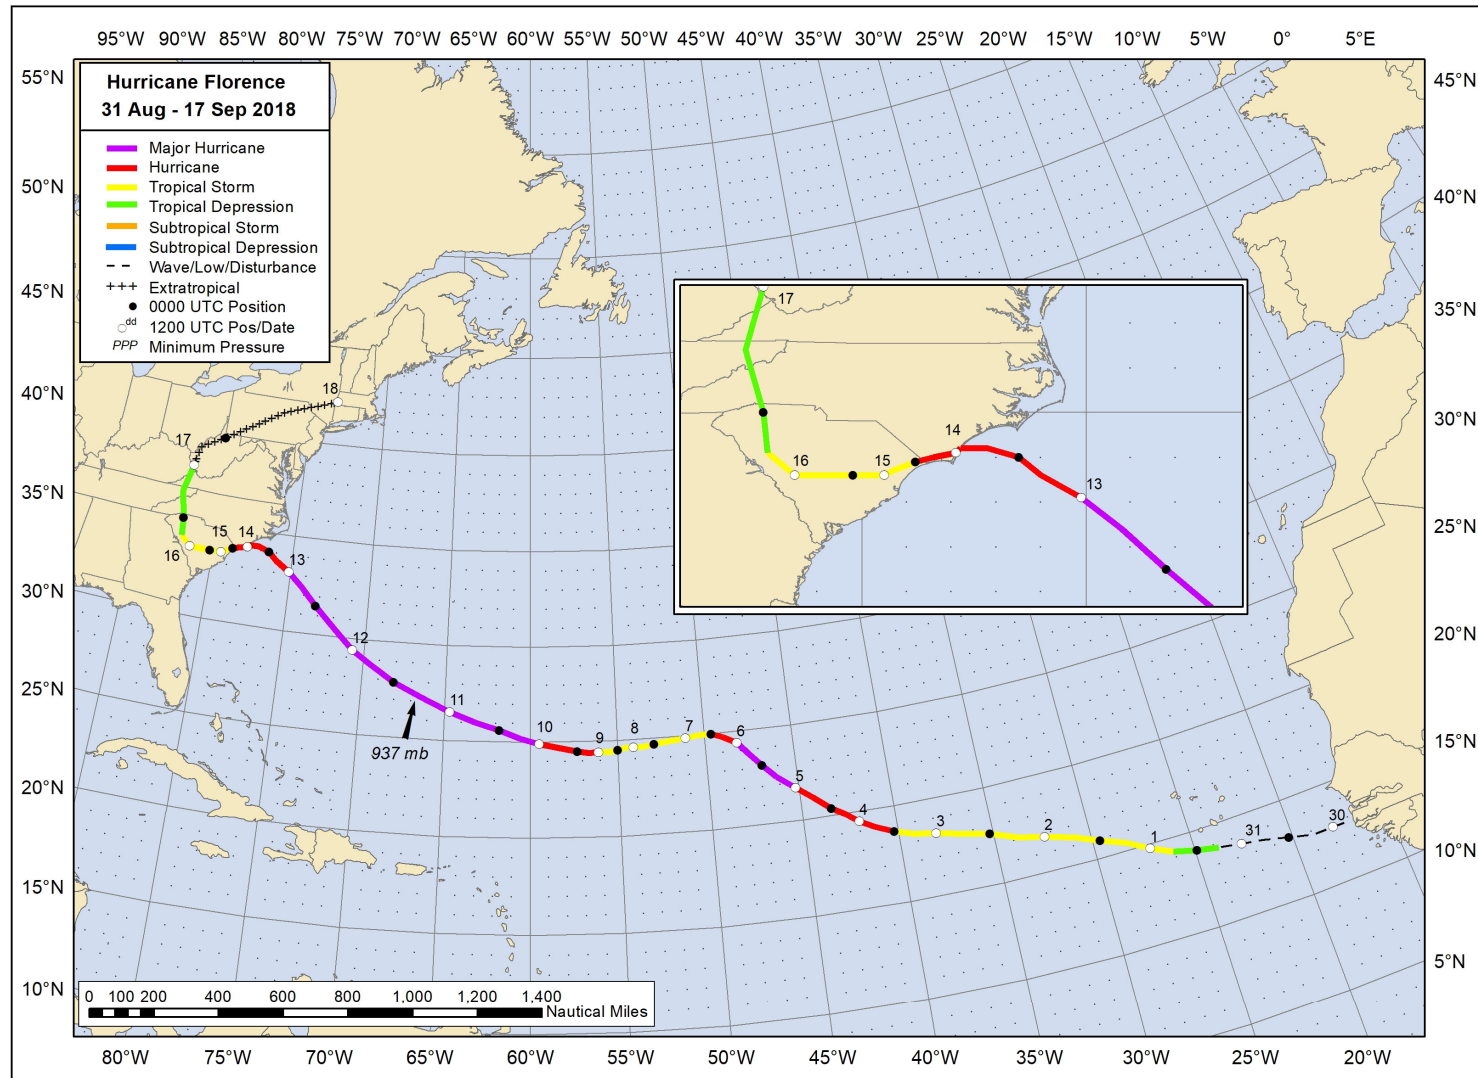 95°W 90°W 85°W 80°W 75°W 70°W 65°W 60°W 55°W 50°W 45°W 40°W 35°W 30°W 25°W 20°W 15°W 10°W 5°W 0° 5°E
55°N
50°N
45°N
40°N
35°N
30°N
25°N
20°N
15°N
10°N
Hurricane Florence
31 Aug - 17 Sep 2018
Major Hurricane
Hurricane
Tropical Storm
Tropical Depression
Subtropical Storm
Subtropical Depression
Wave/Low/Disturbance
Extratropical
0000 UTC Position
dd 1200 UTC Pos/Date
PPP Minimum Pressure
17
14
16
15
13
18
17
16
15
14
13
12
11
10
9
8
7
6
5
4
3
2
1
31
30
937 mb
45°N
40°N
35°N
30°N
25°N
20°N
15°N
10°N
5°N
0 100 200 400 600 800 1,000 1,200 1,400
Nautical Miles
80°W 75°W 70°W 65°W 60°W 55°W 50°W 45°W 40°W 35°W 30°W 25°W 20°W